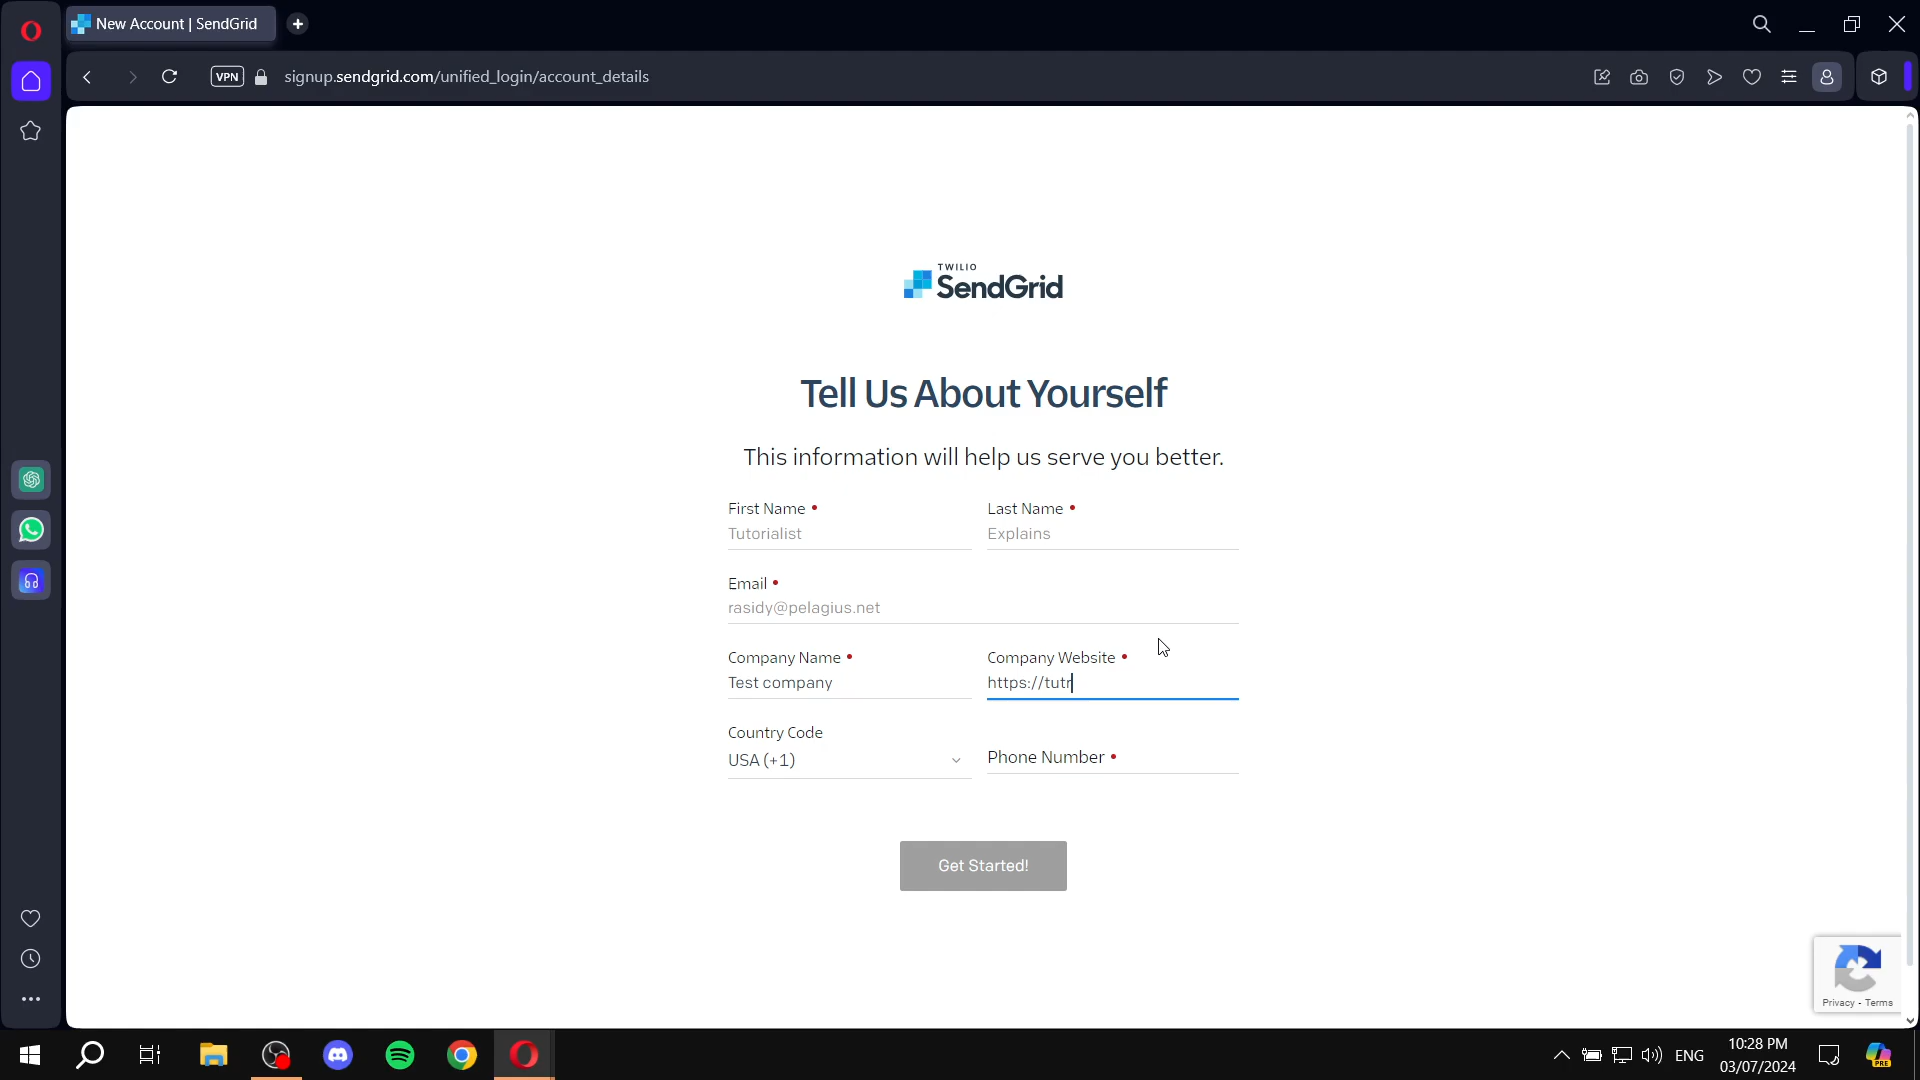 New Account | SendGrid
VPN
signup.sendgrid.com/unified_login/account_details
TWILIO
SendGrid
Tell Us About Yourself
This information will help us serve you better.
First Name •
Last Name •
Tutorialist
Explains
Email •
rasidy@pelagius.net
Company Name •
Company Website •
Test company
https://tutr
Country Code
USA (+1)
Phone Number •
Get Started!
Privacy - Terms
ENG
10:28 PM
03/07/2024
PRE